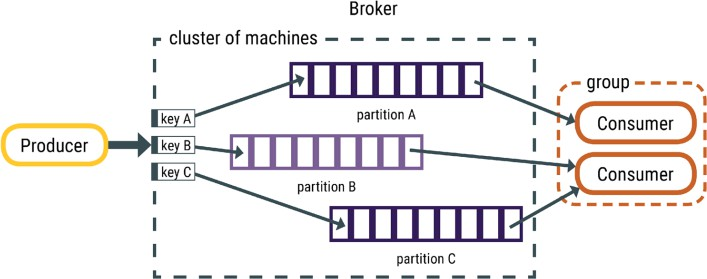 Broker
cluster of machines
group
key A
partition A
Consumer
Producer
key B
partition B
Consumer
key C
partition C